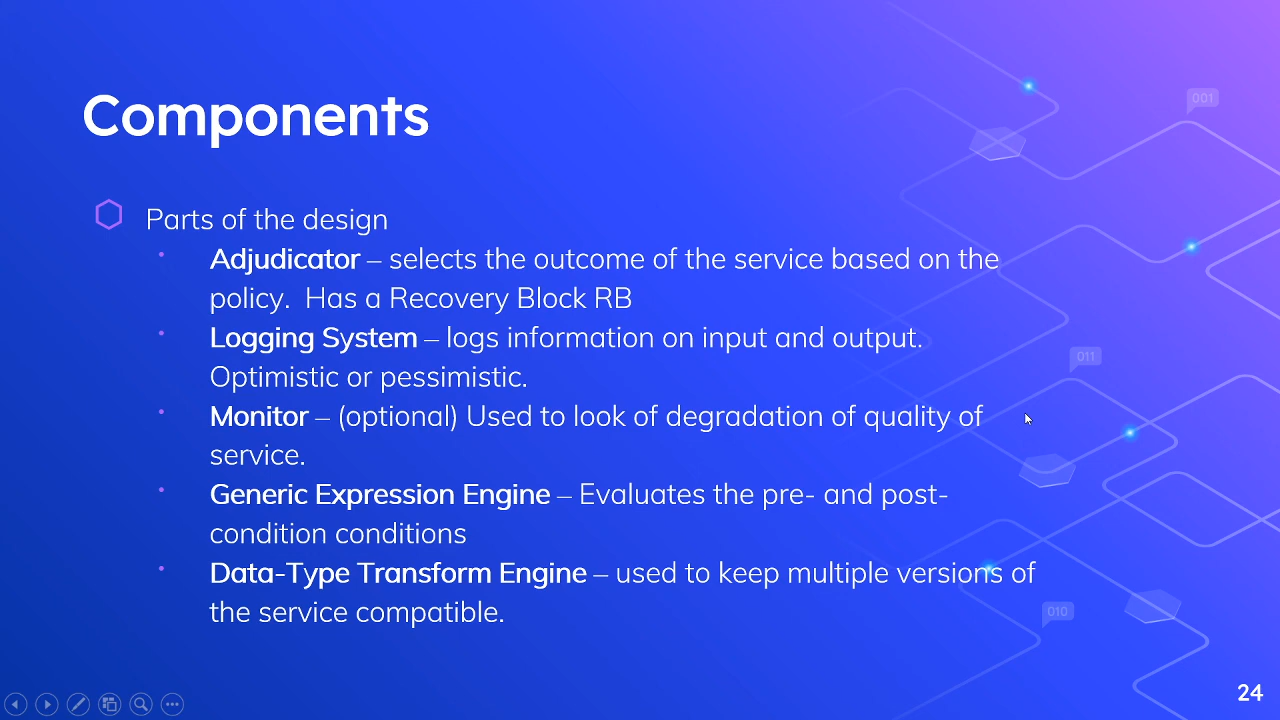 Components
Parts of the design
Adjudicator – selects the outcome of the service based on the
policy.  Has a Recovery Block RB
Logging System – logs information on input and output.
Optimistic or pessimistic.
Monitor – (optional) Used to look of degradation of quality of
service.
Generic Expression Engine – Evaluates the pre- and post-
condition conditions
Data-Type Transform Engine – used to keep multiple versions of
the service compatible.
001
011
010
24